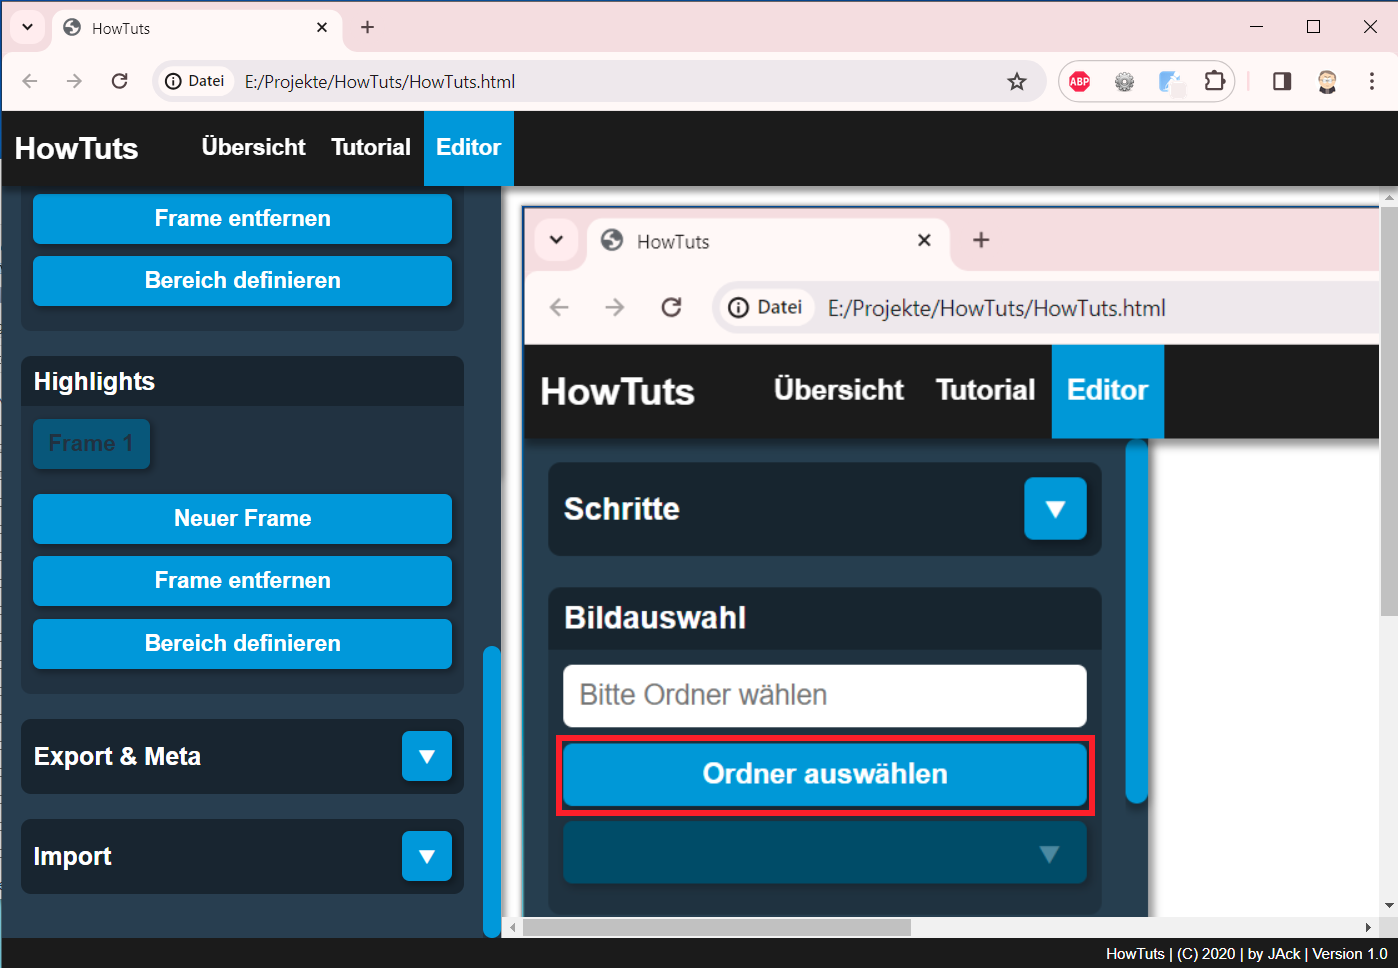 HowTuts
Datei E:/Projekte/HowTuts/HowTuts.html
ABP
HowTuts Übersicht Tutorial Editor
Frame entfernen
Bereich definieren
Highlights
Frame 1
Neuer Frame
Frame entfernen
Bereich definieren
Export & Meta
Import
HowTuts
Datei E:/Projekte/HowTuts/HowTuts.html
HowTuts Übersicht Tutorial Editor
Schritte
Bildauswahl
Bitte Ordner wählen
Ordner auswählen
HowTuts | (C) 2020 | by JAck | Version 1.0